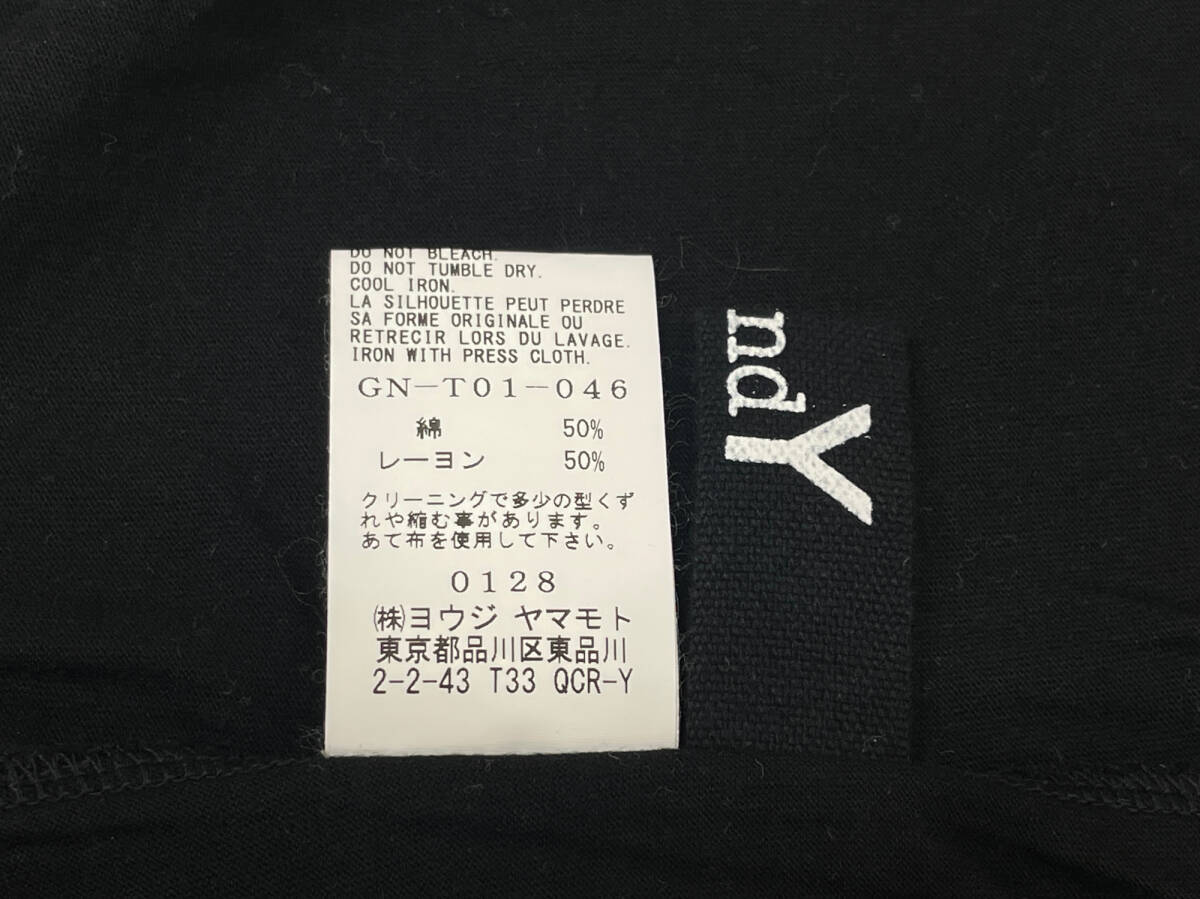 DO NOT BLEACH.
DO NOT TUMBLE DRY.
COOL IRON.
LA SILHOUETTE PEUT PERDRE
SA FORME ORIGINALE OU
RETRECIR LORS DU LAVAGE.
IRON WITH PRESS CLOTH.
GN-T01-046
綿 50%
レーヨン 50%
クリーニングで多少の型くず
れや縮む事があります。
あて布を使用して下さい。
0128
㈱ヨウジ ヤマモト
東京都品川区東品川
2-2-43 T33 QCR-Y
ndY